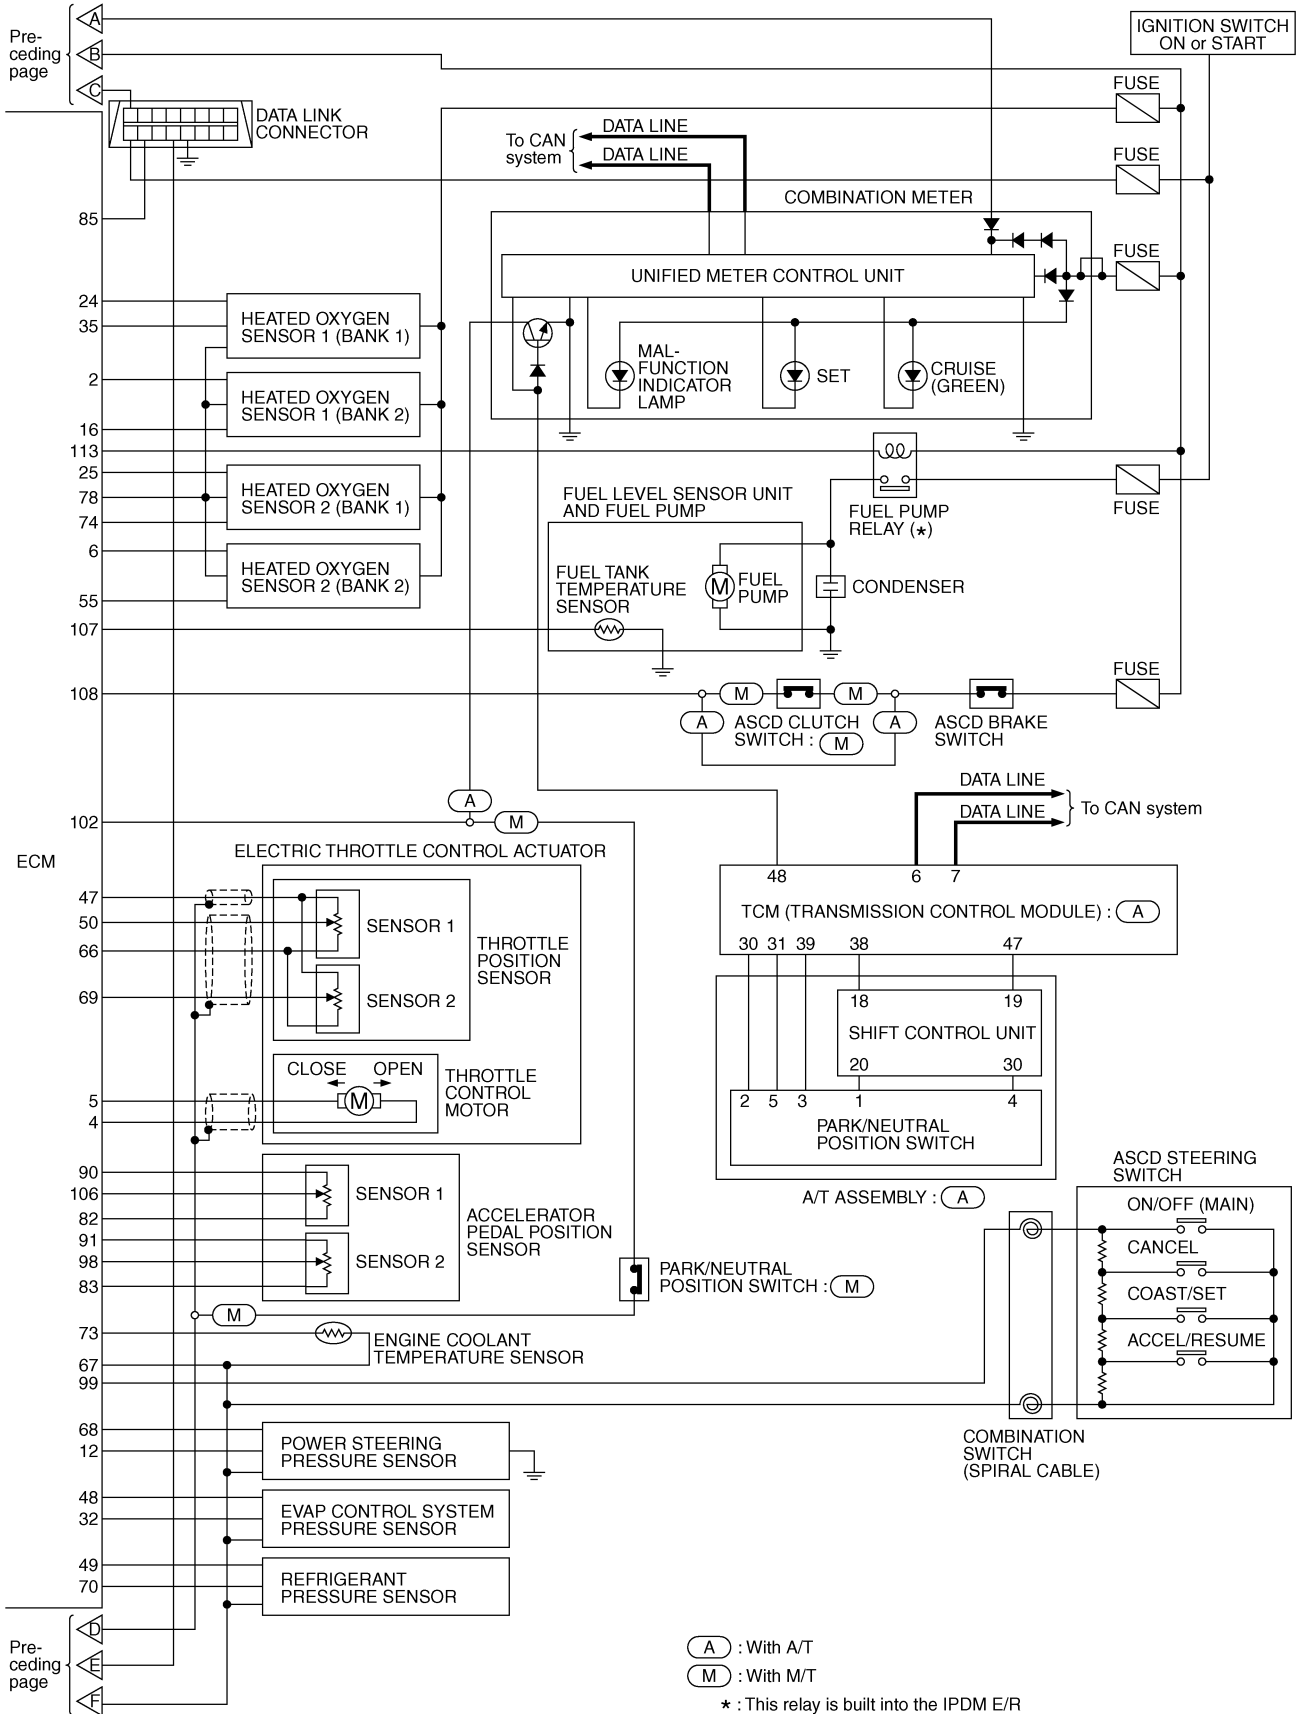 A
Pre-
ceding
page
B
C
IGNITION SWITCH
ON or START
FUSE
DATA LINK
CONNECTOR
To CAN
system
DATA LINE
DATA LINE
FUSE
COMBINATION METER
85
FUSE
UNIFIED METER CONTROL UNIT
24
35
HEATED OXYGEN
SENSOR 1 (BANK 1)
MAL-
FUNCTION
INDICATOR
LAMP
SET
CRUISE
(GREEN)
2
16
HEATED OXYGEN
SENSOR 1 (BANK 2)
113
25
78
74
HEATED OXYGEN
SENSOR 2 (BANK 1)
FUEL LEVEL SENSOR UNIT
AND FUEL PUMP
FUEL PUMP
RELAY (*)
FUSE
6
55
HEATED OXYGEN
SENSOR 2 (BANK 2)
FUEL TANK
TEMPERATURE
SENSOR
M
FUEL
PUMP
CONDENSER
107
108
M
M
A
ASCD CLUTCH
SWITCH : M
A
ASCD BRAKE
SWITCH
FUSE
A
M
102
DATA LINE
DATA LINE
To CAN system
ECM
ELECTRIC THROTTLE CONTROL ACTUATOR
47
50
66
69
SENSOR 1
SENSOR 2
THROTTLE
POSITION
SENSOR
48
6
7
TCM (TRANSMISSION CONTROL MODULE) : A
30
31
39
38
47
18
19
SHIFT CONTROL UNIT
20
30
2
5
3
1
4
PARK/NEUTRAL
POSITION SWITCH
A/T ASSEMBLY : A
CLOSE
OPEN
M
THROTTLE
CONTROL
MOTOR
5
4
90
106
82
91
98
83
SENSOR 1
SENSOR 2
ACCELERATOR
PEDAL POSITION
SENSOR
PARK/NEUTRAL
POSITION SWITCH : M
ASCD STEERING
SWITCH
ON/OFF (MAIN)
CANCEL
COAST/SET
ACCEL/RESUME
M
73
67
99
ENGINE COOLANT
TEMPERATURE SENSOR
COMBINATION
SWITCH
(SPIRAL CABLE)
68
12
POWER STEERING
PRESSURE SENSOR
48
32
EVAP CONTROL SYSTEM
PRESSURE SENSOR
49
70
REFRIGERANT
PRESSURE SENSOR
D
Pre-
ceding
page
E
F
A : With A/T
M : With M/T
* : This relay is built into the IPDM E/R